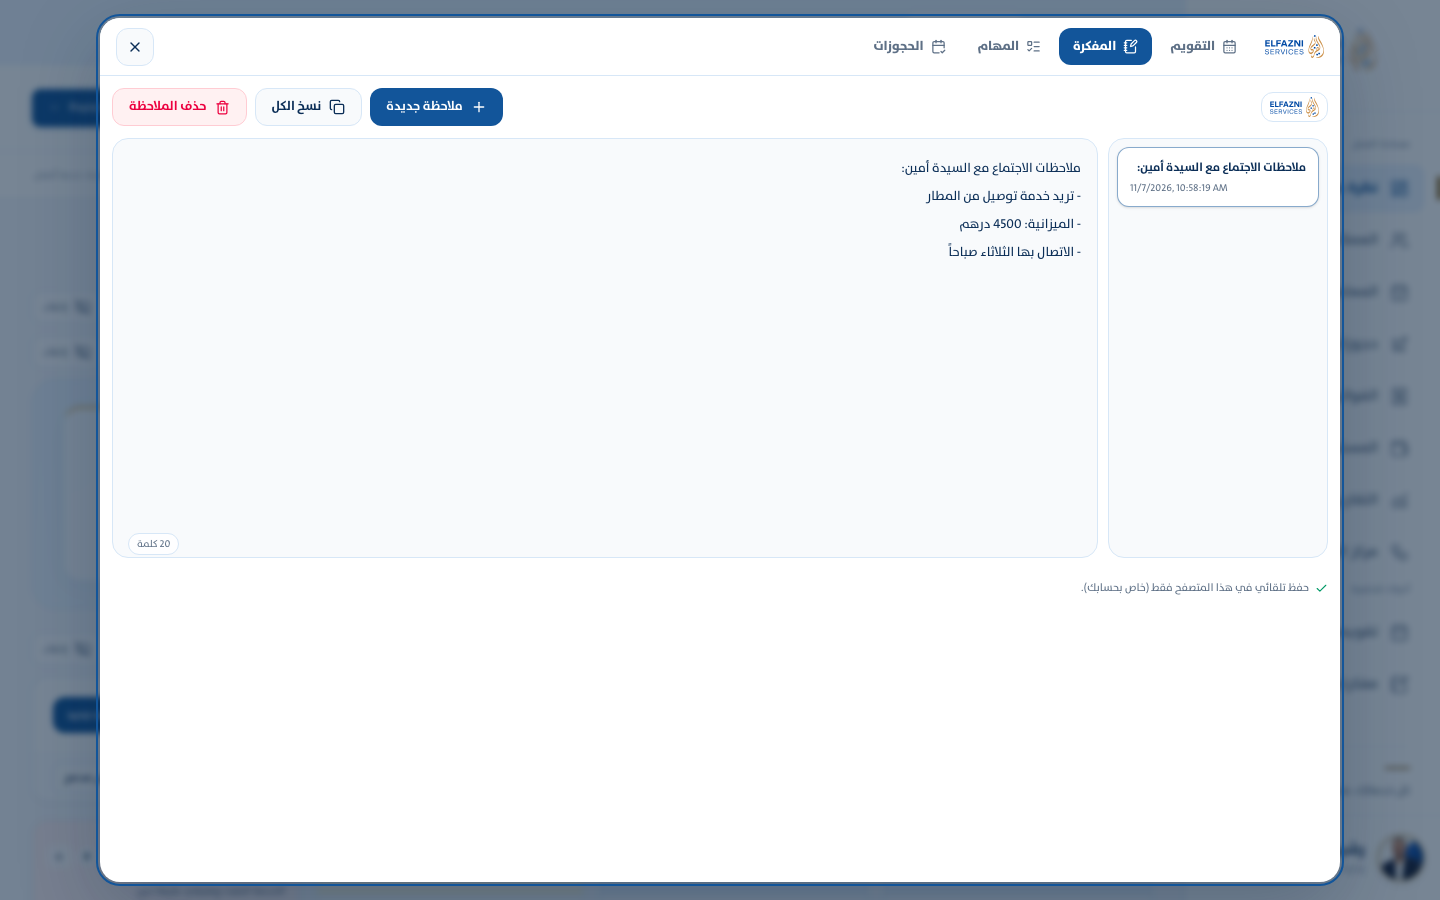 ELFAZNI
SERVICES
التقويم
المفكرة
المهام
الحجوزات
ELFAZNI
SERVICES
ملاحظة جديدة
نسخ الكل
حذف الملاحظة
ملاحظات الاجتماع مع السيدة أمين:
11/7/2026, 10:58:19 AM
ملاحظات الاجتماع مع السيدة أمين:
- تريد خدمة توصيل من المطار
- الميزانية: 4500 درهم
- الاتصال بها الثلاثاء صباحاً
20 كلمة
حفظ تلقائي في هذا المتصفح فقط (خاص بحسابك).